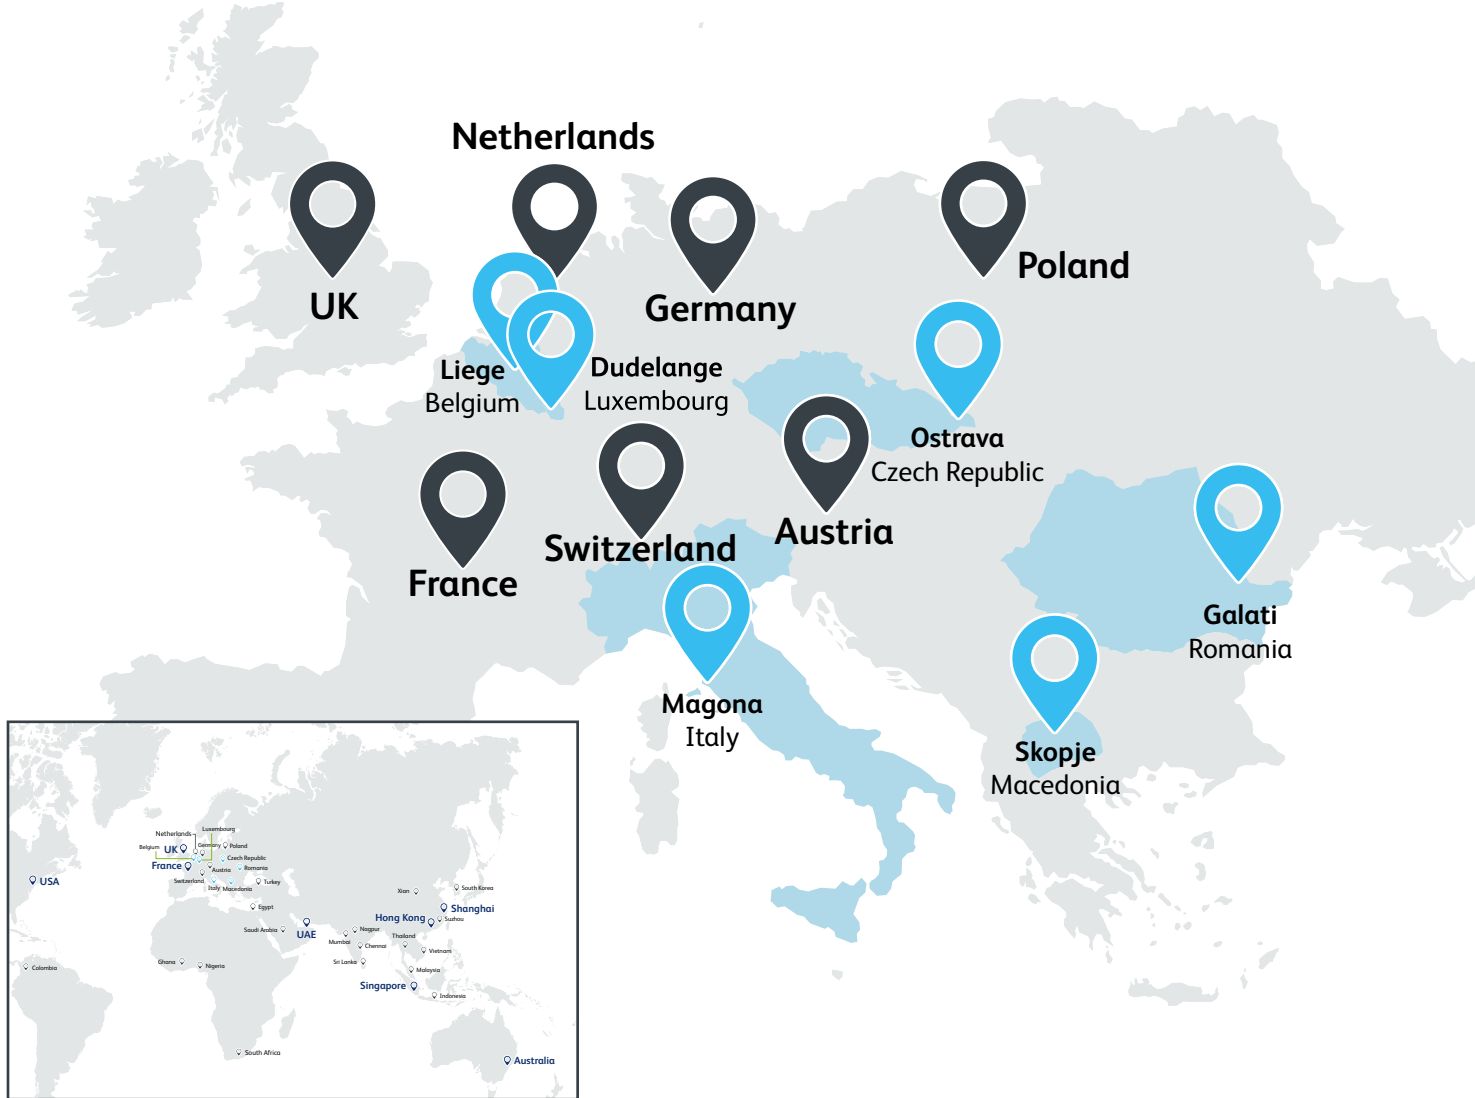 Netherlands
UK
Germany
Poland
Liege
Belgium
Dudelange
Luxembourg
Ostrava
Czech Republic
Austria
Switzerland
France
Galati
Romania
Magona
Italy
Skopje
Macedonia
Luxembourg
Netherlands
Belgium
UK
Germany
Poland
France
Czech Republic
Austria
Romania
Switzerland
Italy
Macedonia
Turkey
USA
Egypt
Xian
South Korea
Shanghai
Hong Kong
Suzhou
Saudi Arabia
UAE
Nagpur
Mumbai
Chennai
Thailand
Vietnam
Ghana
Nigeria
Sri Lanka
Malaysia
Colombia
Singapore
Indonesia
South Africa
Australia